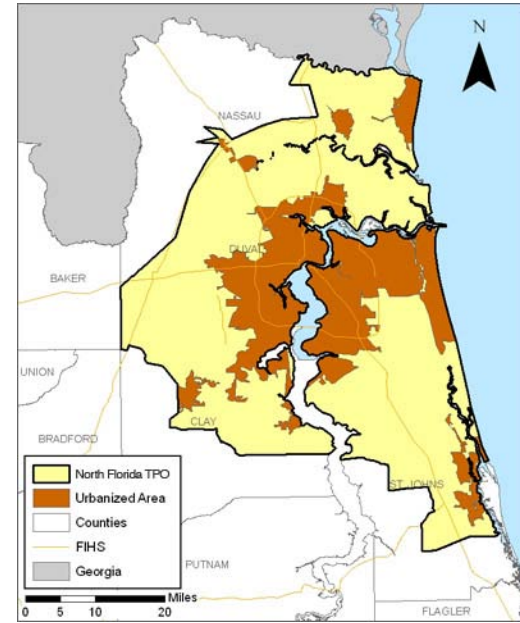 N
NASSAU
DUVAL
BAKER
UNION
CLAY
BRADFORD
ST JOHNS
PUTNAM
FLAGLER
North Florida TPO
Urbanized Area
Counties
FIHS
Georgia
Miles
0 5 10 20